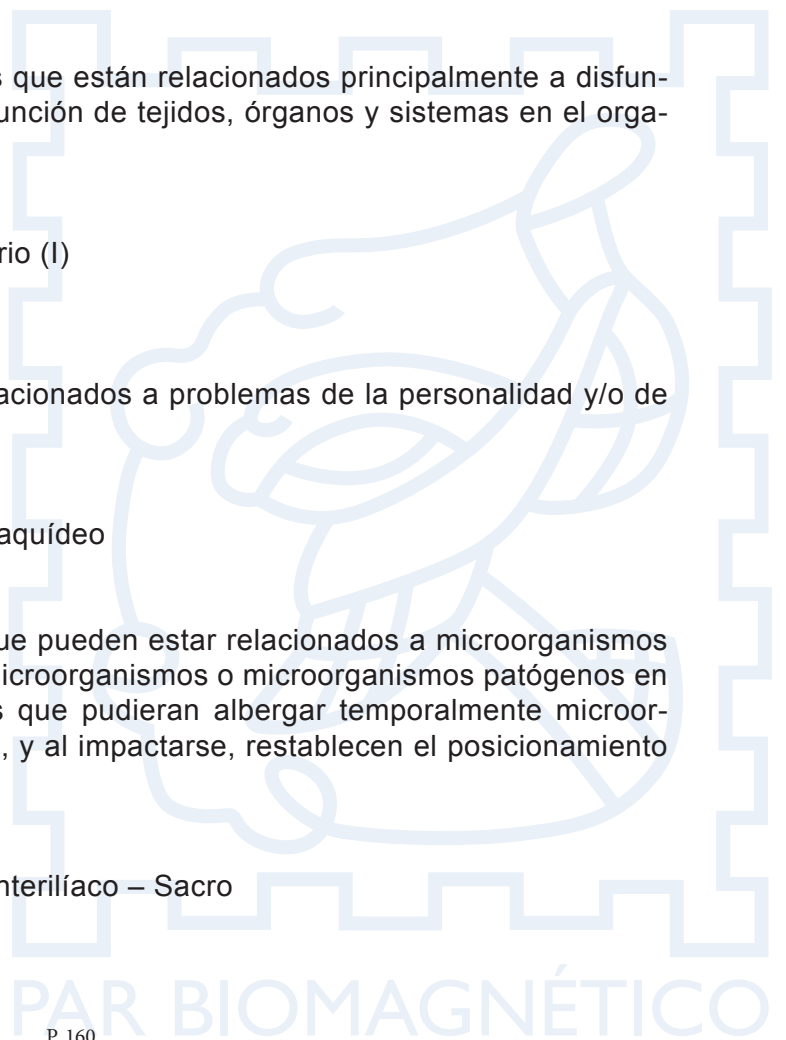 s que están relacionados principalmente a disfun-
unción de tejidos, órganos y sistemas en el orga-
rio (I)
acionados a problemas de la personalidad y/o de
aquídeo
ue pueden estar relacionados a microorganismos
microorganismos o microorganismos patógenos en
s que pudieran albergar temporalmente microor-
, y al impactarse, restablecen el posicionamiento
nterilíaco – Sacro
PAR BIOMAGNÉTICO
P. 160